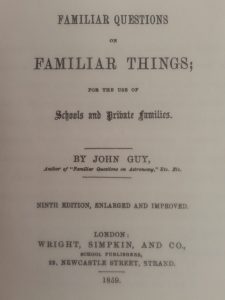 FAMILIAR QUESTIONS
ON
FAMILIAR THINGS;
FOR THE USE OF
Schools and Private Families.
BY JOHN GUY,
Author of "Familiar Questions on Astronomy," Etc. Etc.
NINTH EDITION, ENLARGED AND IMPROVED.
LONDON:
WRIGHT, SIMPKIN, AND CO.,
SCHOOL PUBLISHERS,
22, NEWCASTLE STREET, STRAND.
1859.